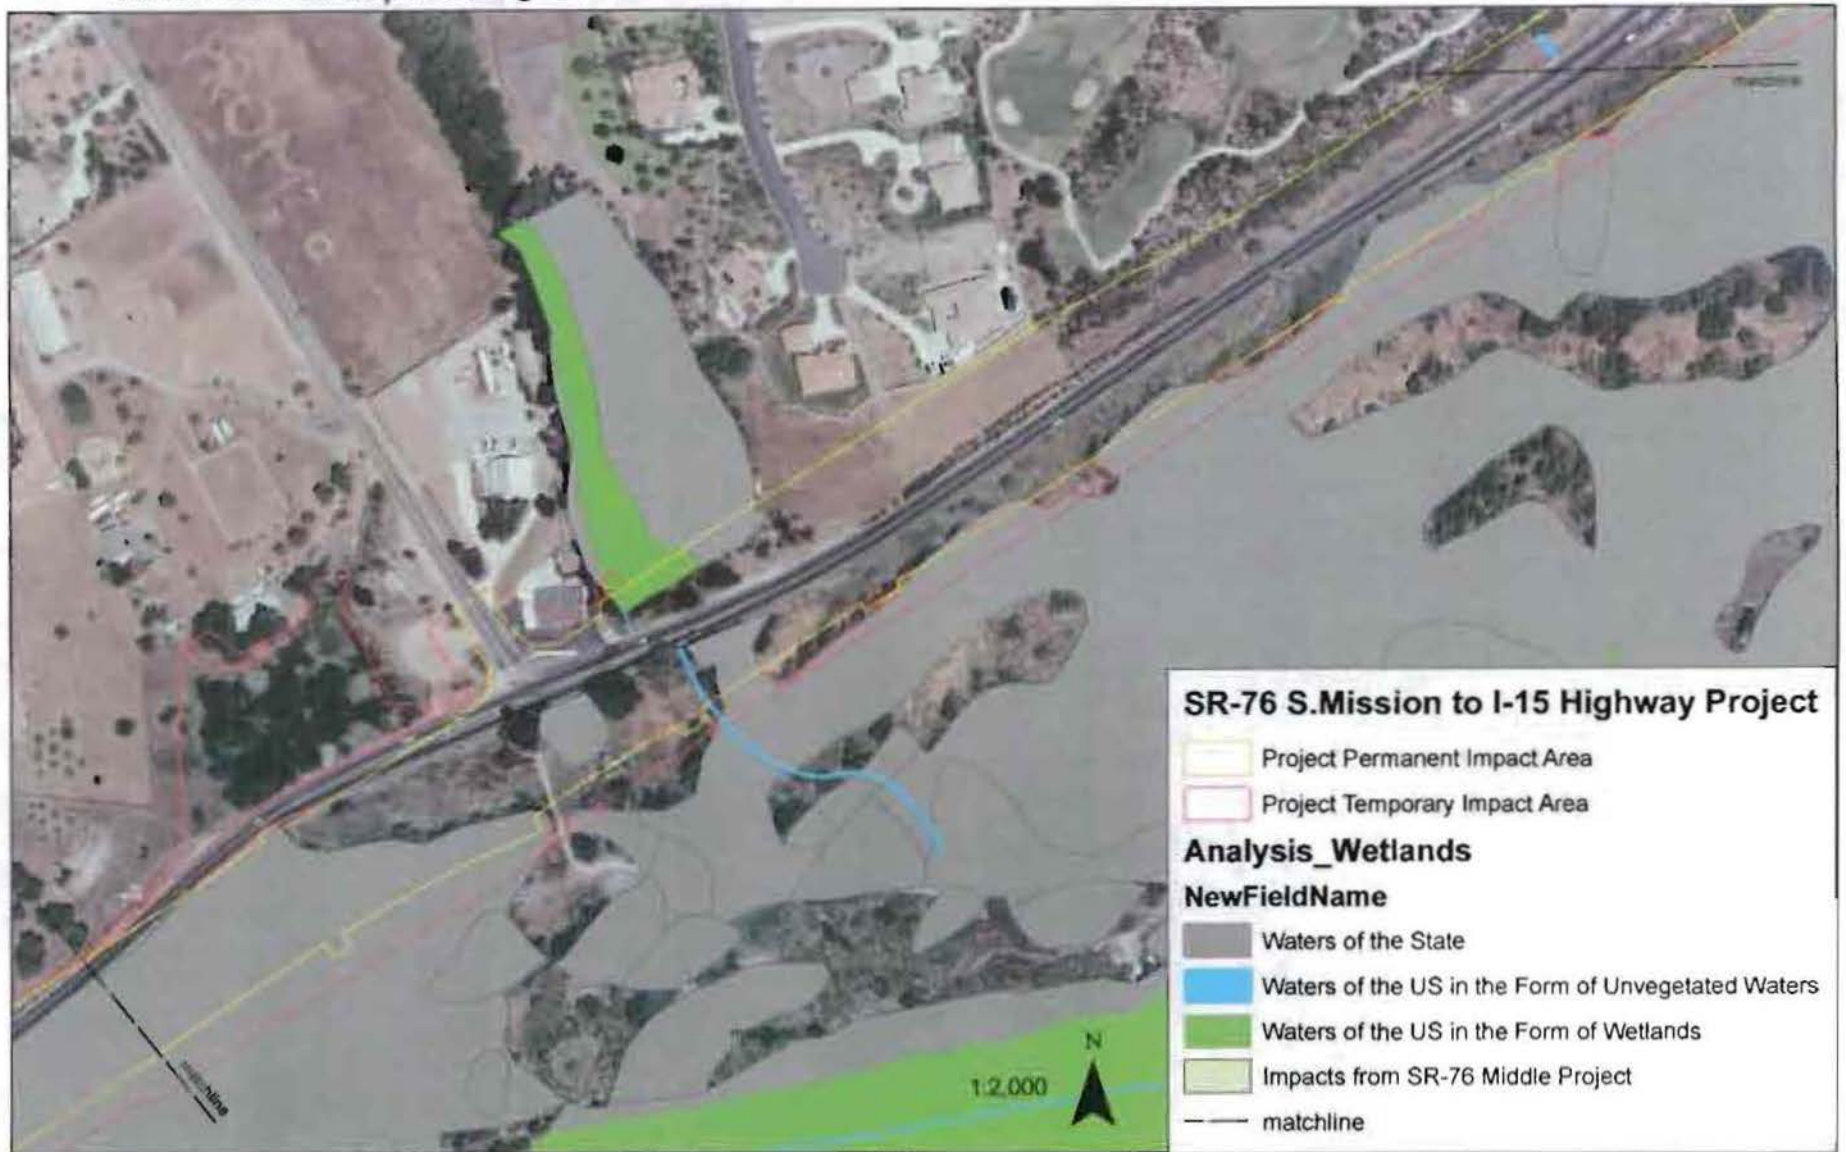 matchline
SR-76 S.Mission to I-15 Highway Project
Project Permanent Impact Area
Project Temporary Impact Area
Analysis_Wetlands
NewFieldName
Waters of the State
Waters of the US in the Form of Unvegetated Waters
Waters of the US in the Form of Wetlands
Impacts from SR-76 Middle Project
matchline
N
1:2,000
matchline